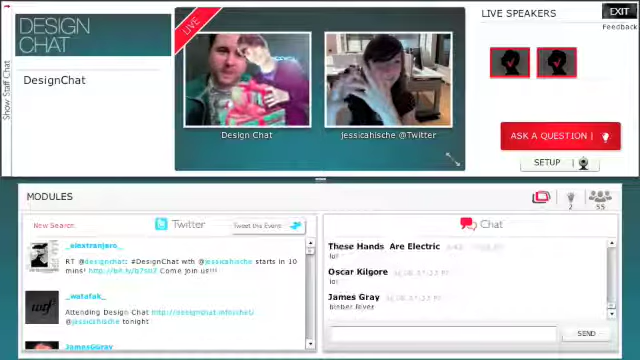 DESIGN
CHAT
LIVE
LIVE SPEAKERS
EXIT
Feedback
Show Staff Chat
DesignChat
Design Chat
jessicahische @Twitter
ASK A QUESTION |
SETUP |
MODULES
2
55
New Search
Twitter
Tweet the Event
Chat
_alextranjero_
RT @designchat: #DesignChat with @jessicahische starts in 10
mins! Come join us!!!
_watafak_
Attending Design Chat
@jessicahische tonight
JamesGGray
These Hands Are Electric
lol
Oscar Kilgore
lol
James Gray
bieber fever
SEND